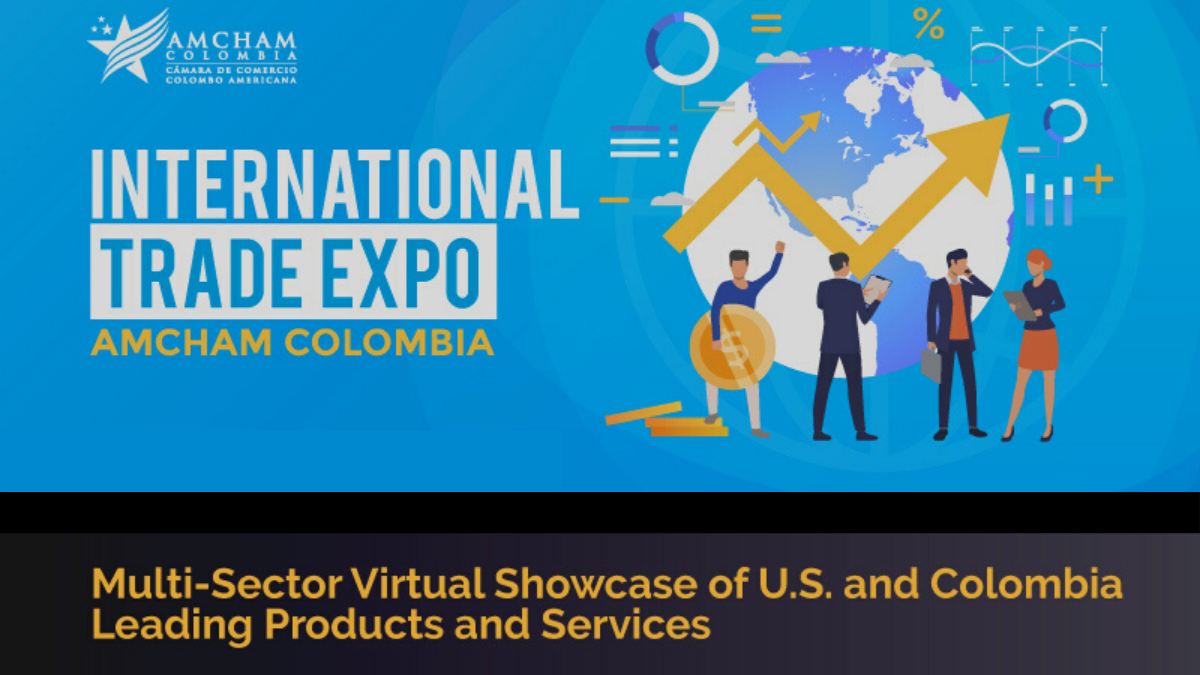 AMCHAM
COLOMBIA
CÁMARA DE COMERCIO
COLOMBO AMERICANA
%
INTERNATIONAL
TRADE EXPO
AMCHAM COLOMBIA
$
Multi-Sector Virtual Showcase of U.S. and Colombia
Leading Products and Services